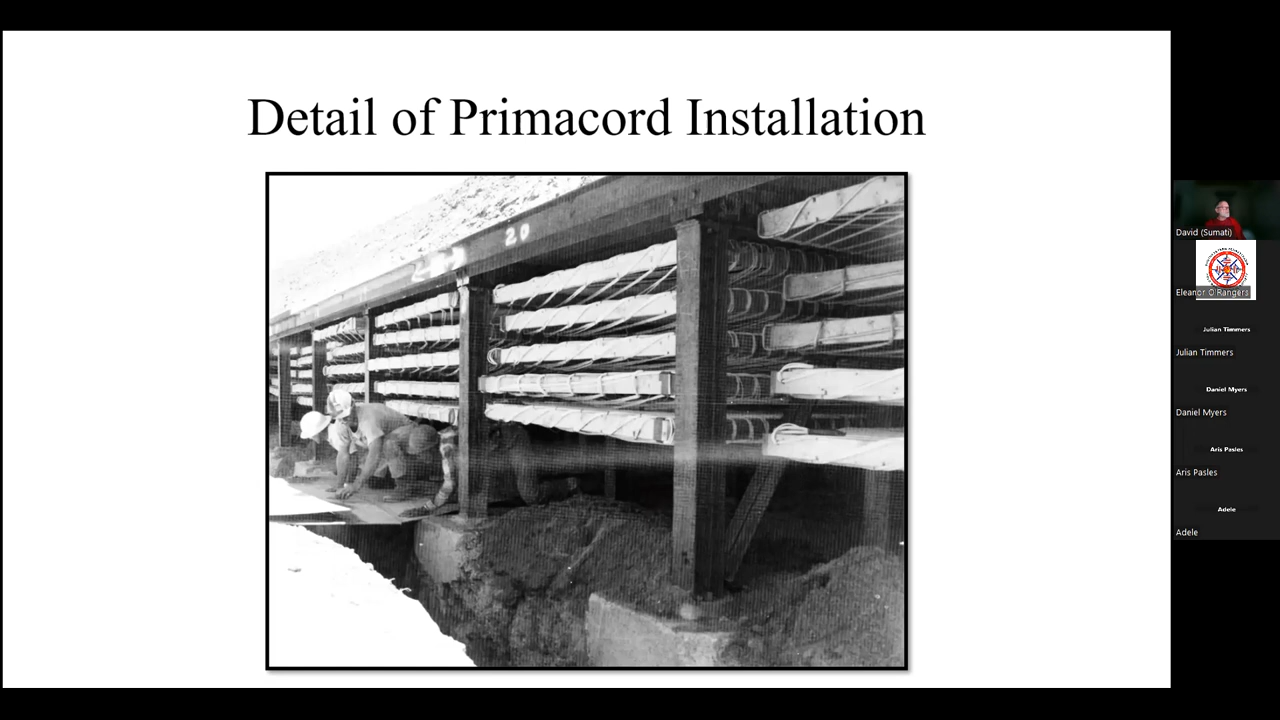 Detail of Primacord Installation
20
David (Sumati)
Eleanor O'Rangers
Julian Timmers
Julian Timmers
Daniel Myers
Daniel Myers
Aris Pasles
Aris Pasles
Adele
Adele